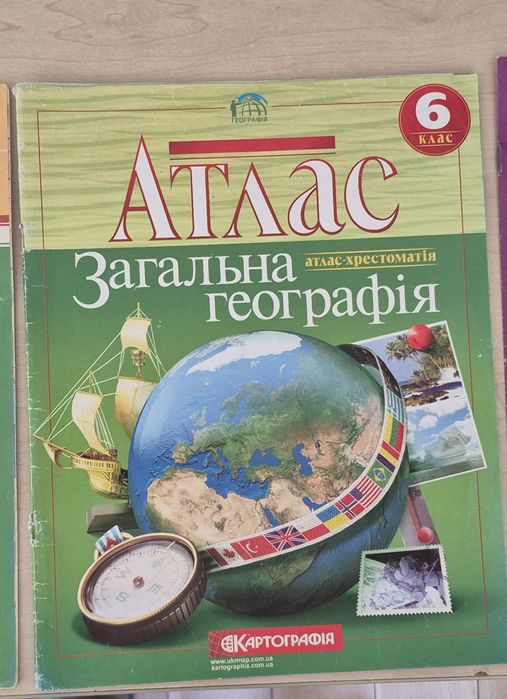 ГЕОГРАФІЯ
6
КЛАС
АТЛАС
ЗАГАЛЬНА
атлас-хрестоматія
географія
N
W
E
S
КАРТОГРАФІЯ
www.ukrmap.com.ua
kartographia.com.ua